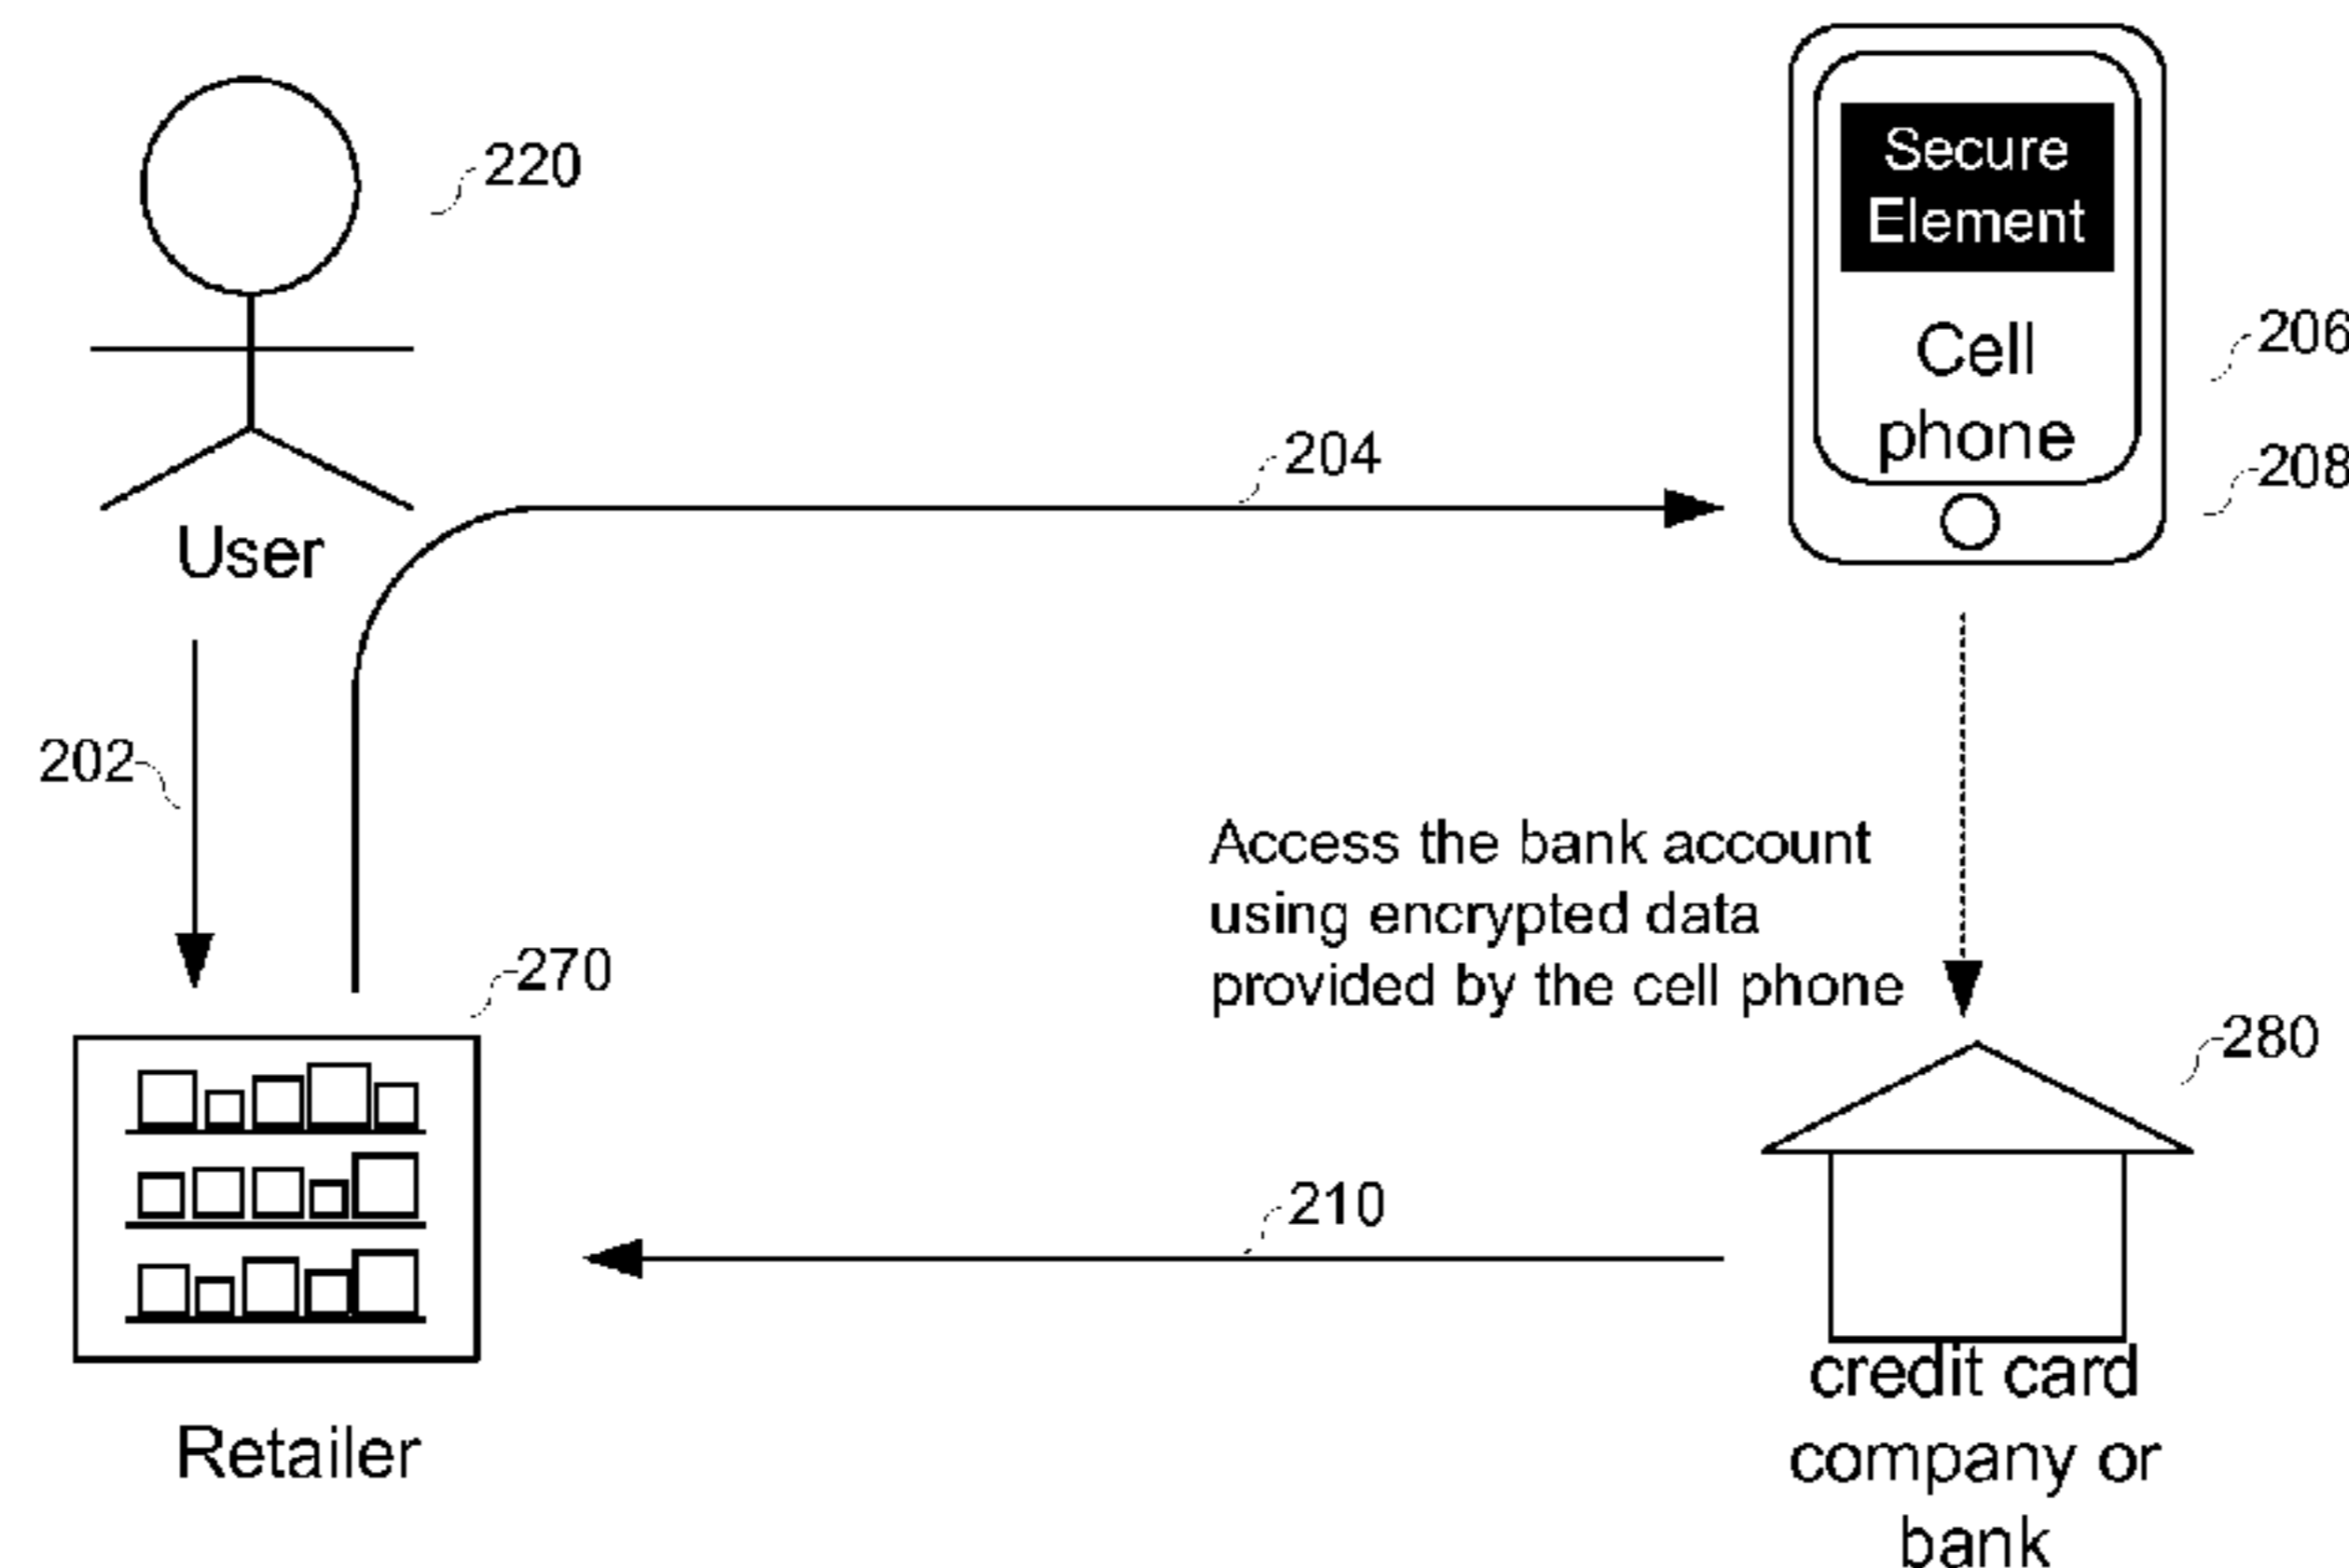 220
Secure
Element
Cell
phone
206
208
204
User
202
Access the bank account
using encrypted data
provided by the cell phone
270
280
210
Retailer
credit card
company or
bank